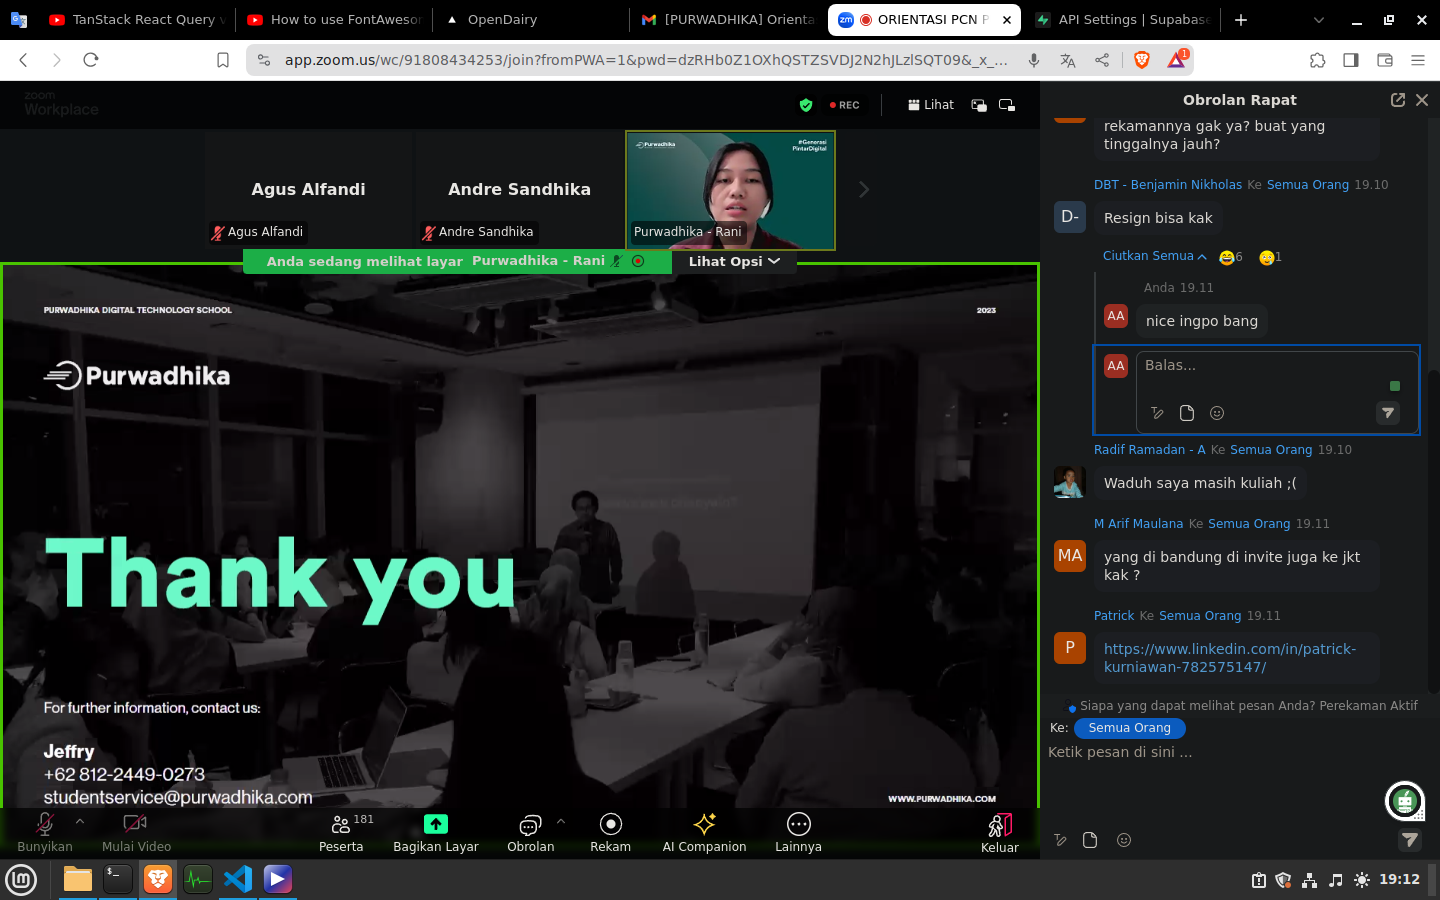 TanStack React Query
How to use FontAwesor
OpenDairy
[PURWADHIKA] Orienta
zm
ORIENTASI PCN P
API Settings | Supabase
app.zoom.us/wc/91808434253/join?fromPWA=1&pwd=dzRHb0Z1OXhQSTZSVDJ2N2hJLzlSQT09&_x_...
1
zoom
Workplace
REC
Lihat
Agus Alfandi
Agus Alfandi
Andre Sandhika
Andre Sandhika
Purwadhika
#Generasi
PintarDigital
Purwadhika - Rani
Anda sedang melihat layar Purwadhika - Rani
Lihat Opsi
PURWADHIKA DIGITAL TECHNOLOGY SCHOOL
2023
Purwadhika
Thank you
For further information, contact us:
Jeffry
+62 812-2449-0273
studentservice@purwadhika.com
WWW.PURWADHIKA.COM
Bunyikan
Mulai Video
181
Peserta
Bagikan Layar
Obrolan
Rekam
AI Companion
Lainnya
Keluar
Obrolan Rapat
rekamannya gak ya? buat yang
tinggalnya jauh?
DBT - Benjamin Nikholas Ke Semua Orang 19.10
D-
Resign bisa kak
Ciutkan Semua
6
1
Anda 19.11
AA
nice ingpo bang
AA
Balas...
Radif Ramadan - A Ke Semua Orang 19.10
Waduh saya masih kuliah ;(
M Arif Maulana Ke Semua Orang 19.11
MA
yang di bandung di invite juga ke jkt
kak ?
Patrick Ke Semua Orang 19.11
P
https://www.linkedin.com/in/patrick-
kurniawan-782575147/
Siapa yang dapat melihat pesan Anda? Perekaman Aktif
Ke: Semua Orang
Ketik pesan di sini ...
19:12